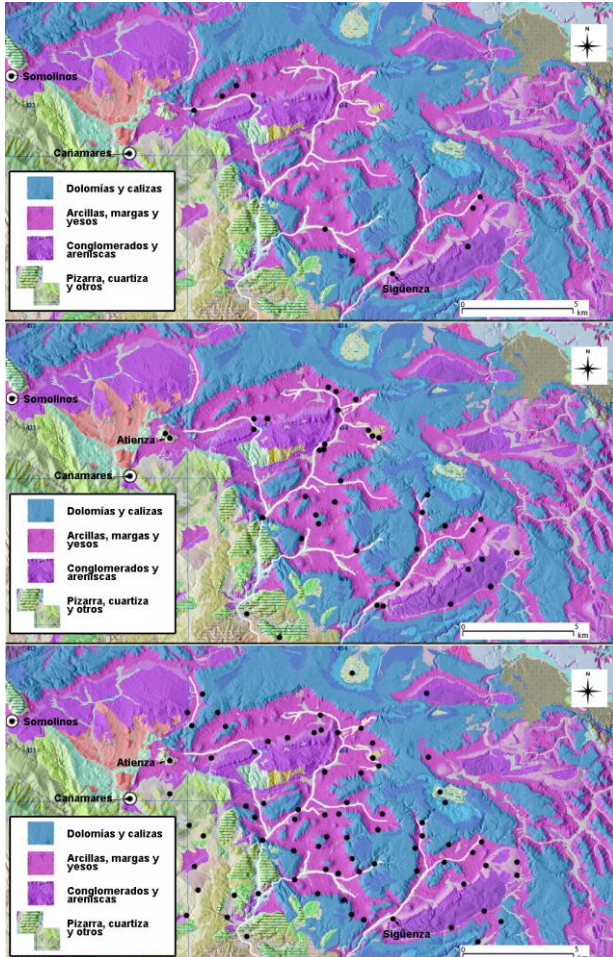 N
Somolinos
Cañamares
Dolomías y calizas
Arcillas, margas y
yesos
Conglomerados y
areniscas
Pizarra, cuartiza
y otros
Sigüenza
0 5
km
N
Somolinos
Atienza
Cañamares
Dolomías y calizas
Arcillas, margas y
yesos
Conglomerados y
areniscas
Pizarra, cuartiza
y otros
0 5
km
N
Somolinos
Atienza
Cañamares
Dolomías y calizas
Arcillas, margas y
yesos
Conglomerados y
areniscas
Pizarra, cuartiza
y otros
Sigüenza
0 5
km